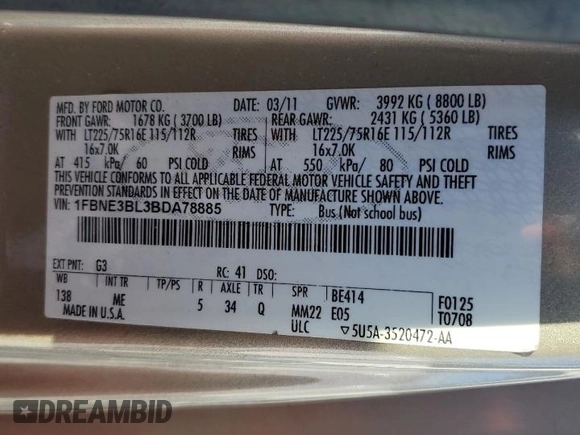 MFD. BY FORD MOTOR CO. DATE: 03/11 GVWR: 3992 KG ( 8800 LB)
FRONT GAWR: 1678 KG ( 3700 LB) REAR GAWR: 2431 KG ( 5360 LB)
WITH LT225/75R16E 115/112R TIRES WITH LT225/75R16E 115/112R TIRES
16x7.0K RIMS 16x7.0K RIMS
AT 415 kPa/ 60 PSI COLD AT 550 kPa/ 80 PSI COLD
THIS VEHICLE CONFORMS TO ALL APPLICABLE FEDERAL MOTOR VEHICLE SAFETY AND THEFT
PREVENTION STANDARDS IN EFFECT ON THE DATE OF MANUFACTURE SHOWN ABOVE.
VIN: 1FBNE3BL3BDA78885 TYPE: Bus (Not school bus)
EXT PNT: G3 RC: 41 DSO:
WB INT TR TP/PS R AXLE TR SPR BE414 F0125
138 ME 5 34 Q MM22 E05 T0708
MADE IN U.S.A. ULC ▽5U5A-3520472-AA
DREAMBID